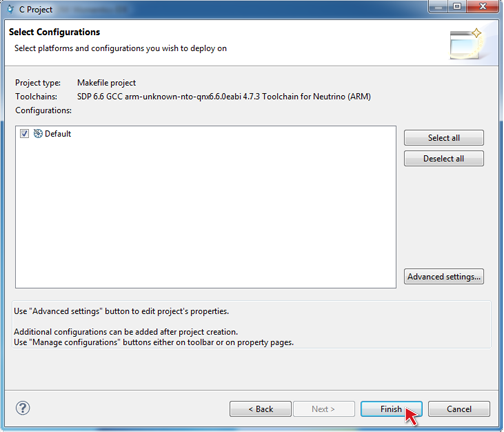 C Project
Select Configurations
Select platforms and configurations you wish to deploy on
Project type: Makefile project
Toolchains: SDP 6.6 GCC arm-unknown-nto-qnx6.6.0eabi 4.7.3 Toolchain for Neutrino (ARM)
Configurations:
Default
Select all
Deselect all
Advanced settings...
Use "Advanced settings" button to edit project's properties.
Additional configurations can be added after project creation.
Use "Manage configurations" buttons either on toolbar or on property pages.
?
< Back
Next >
Finish
Cancel